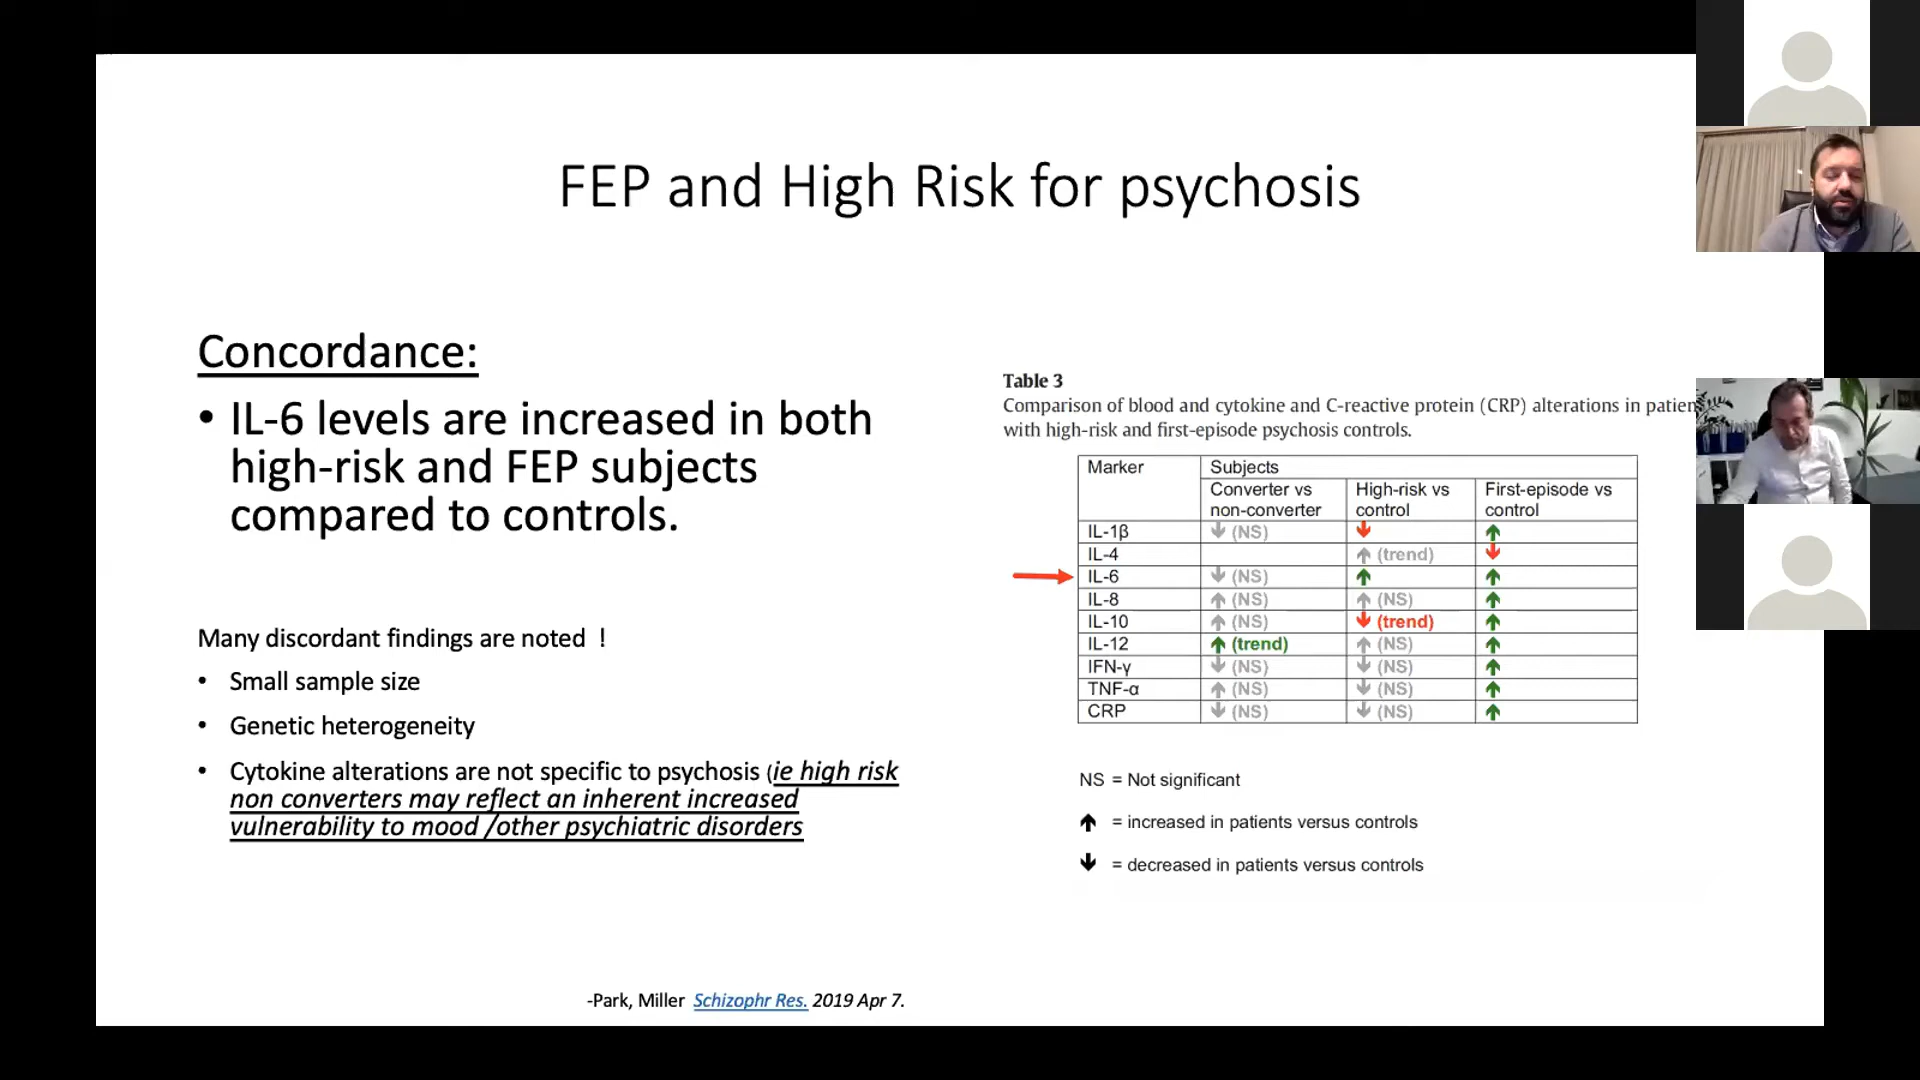 FEP and High Risk for psychosis
Concordance:
• IL-6 levels are increased in both
high-risk and FEP subjects
compared to controls.
Many discordant findings are noted !
• Small sample size
• Genetic heterogeneity
• Cytokine alterations are not specific to psychosis (ie high risk
non converters may reflect an inherent increased
vulnerability to mood /other psychiatric disorders
Table 3
Comparison of blood and cytokine and C-reactive protein (CRP) alterations in patien
with high-risk and first-episode psychosis controls.
Marker Subjects
Converter vs High-risk vs First-episode vs
non-converter control control
IL-1β ↓ (NS) ↓ ↑
IL-4 ↑ (trend) ↓
IL-6 ↓ (NS) ↑ ↑
IL-8 ↑ (NS) ↑ (NS) ↑
IL-10 ↑ (NS) ↓ (trend) ↑
IL-12 ↑ (trend) ↑ (NS) ↑
IFN-γ ↓ (NS) ↓ (NS) ↑
TNF-α ↑ (NS) ↓ (NS) ↑
CRP ↓ (NS) ↓ (NS) ↑
NS = Not significant
↑ = increased in patients versus controls
↓ = decreased in patients versus controls
-Park, Miller Schizophr Res. 2019 Apr 7.